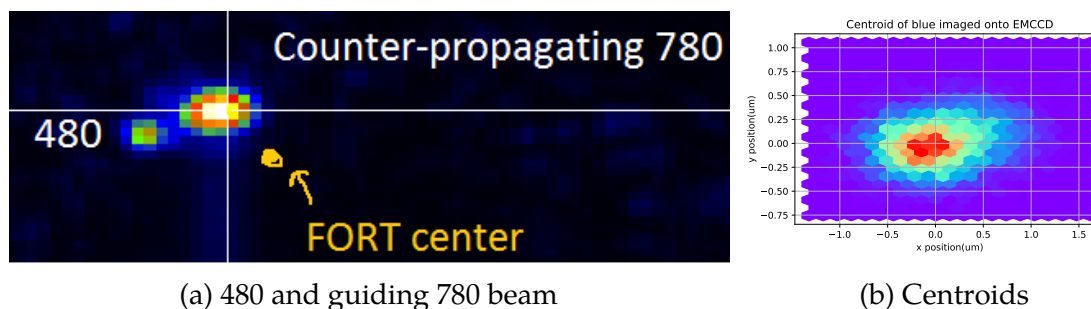 Counter-propagating 780
480
FORT center
(a) 480 and guiding 780 beam
Centroid of blue imaged onto EMCCD
y position(um)
1.00
0.75
0.50
0.25
0.00
−0.25
−0.50
−0.75
−1.0
−0.5
0.0
0.5
1.0
1.5
x position(um)
(b) Centroids